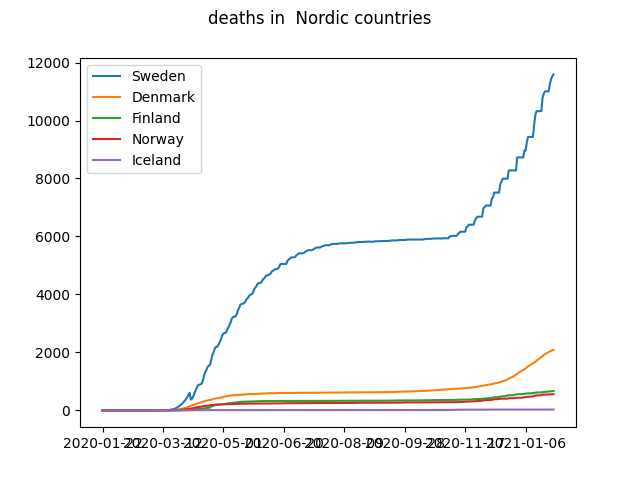 deaths in  Nordic countries
12000
10000
8000
6000
4000
2000
0
Sweden
Denmark
Finland
Norway
Iceland
2020-01-22 2020-03-12 2020-05-01 2020-06-20 2020-08-09 2020-09-28 2020-11-17 2021-01-06